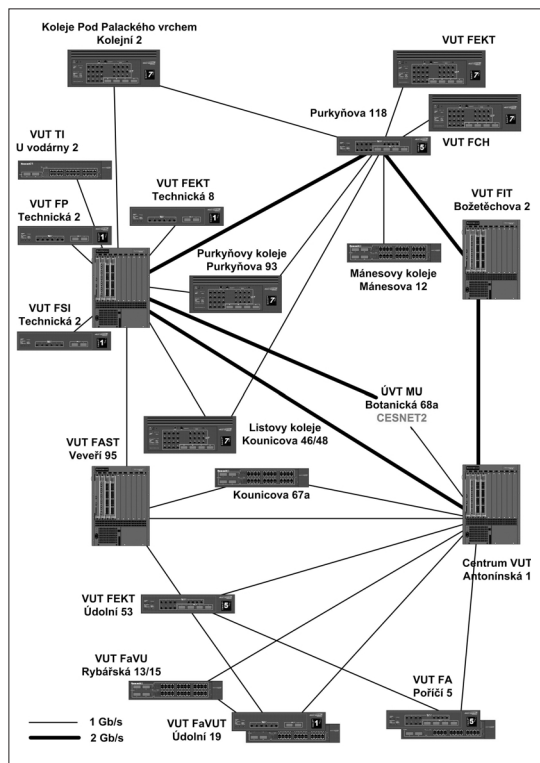 Koleje Pod Palackého vrchem
Kolejní 2
VUT FEKT
Purkyňova 118
VUT FCH
VUT TI
U vodárny 2
VUT FP
Technická 2
VUT FEKT
Technická 8
VUT FIT
Božetěchova 2
Purkyňovy koleje
Purkyňova 93
Mánesovy koleje
Mánesova 12
VUT FSI
Technická 2
ÚVT MU
Botanická 68a
CESNET2
Listovy koleje
Kounicova 46/48
VUT FAST
Veveří 95
Kounicova 67a
Centrum VUT
Antonínská 1
VUT FEKT
Údolní 53
VUT FaVU
Rybářská 13/15
VUT FA
Poříčí 5
VUT FaVUT
Údolní 19
1 Gb/s
2 Gb/s